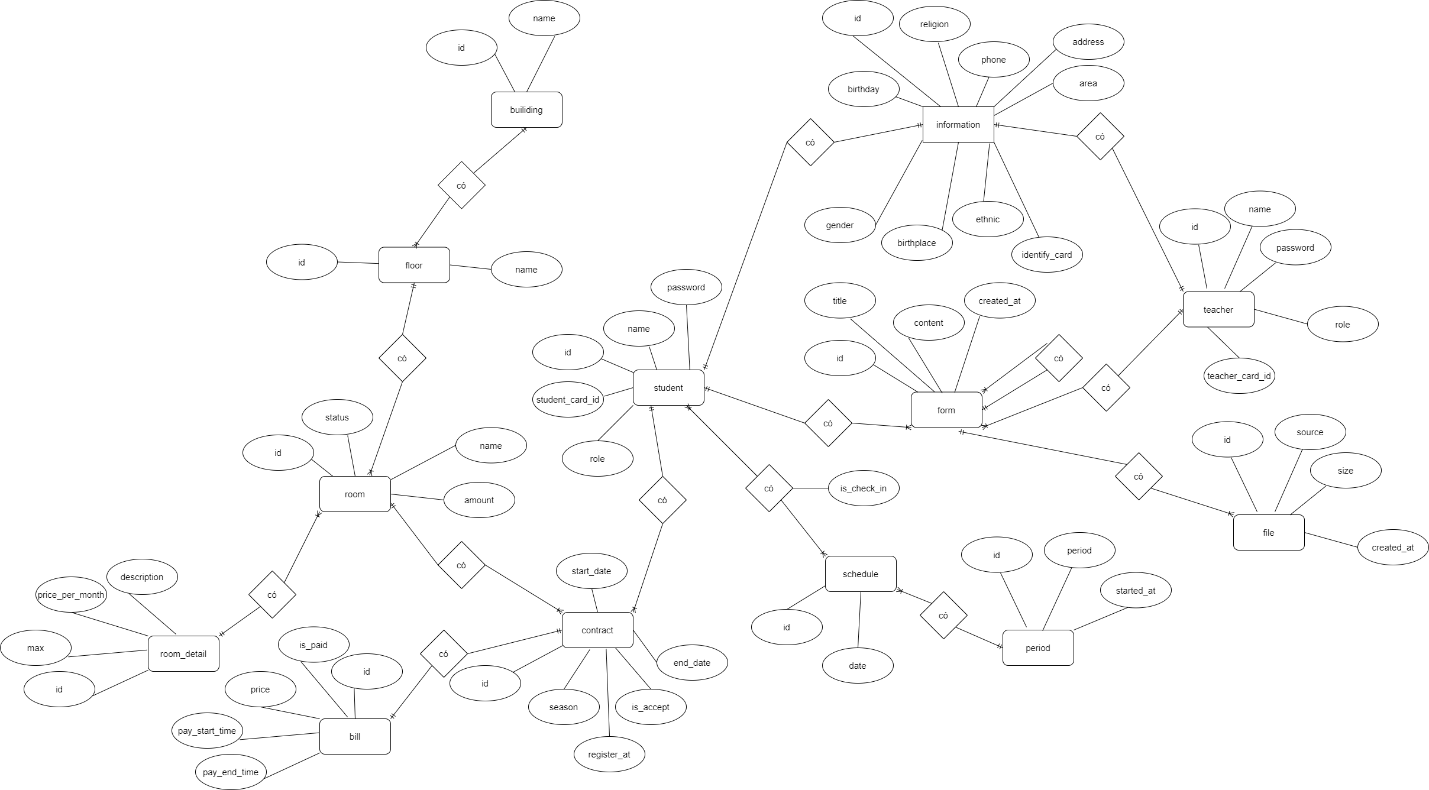 name
id
builiding
có
id
floor
name
có
status
id
name
room
amount
có
price_per_month
description
max
room_detail
id
có
có
is_paid
id
price
pay_start_time
bill
pay_end_time
start_date
contract
id
end_date
season
is_accept
register_at
password
name
id
student
student_card_id
role
có
có
is_check_in
schedule
id
date
có
id
period
started_at
period
có
id
religion
address
phone
area
birthday
information
gender
birthplace
ethnic
identify_card
có
id
name
password
teacher
role
teacher_card_id
title
created_at
content
id
form
có
có
có
có
id
source
size
file
created_at